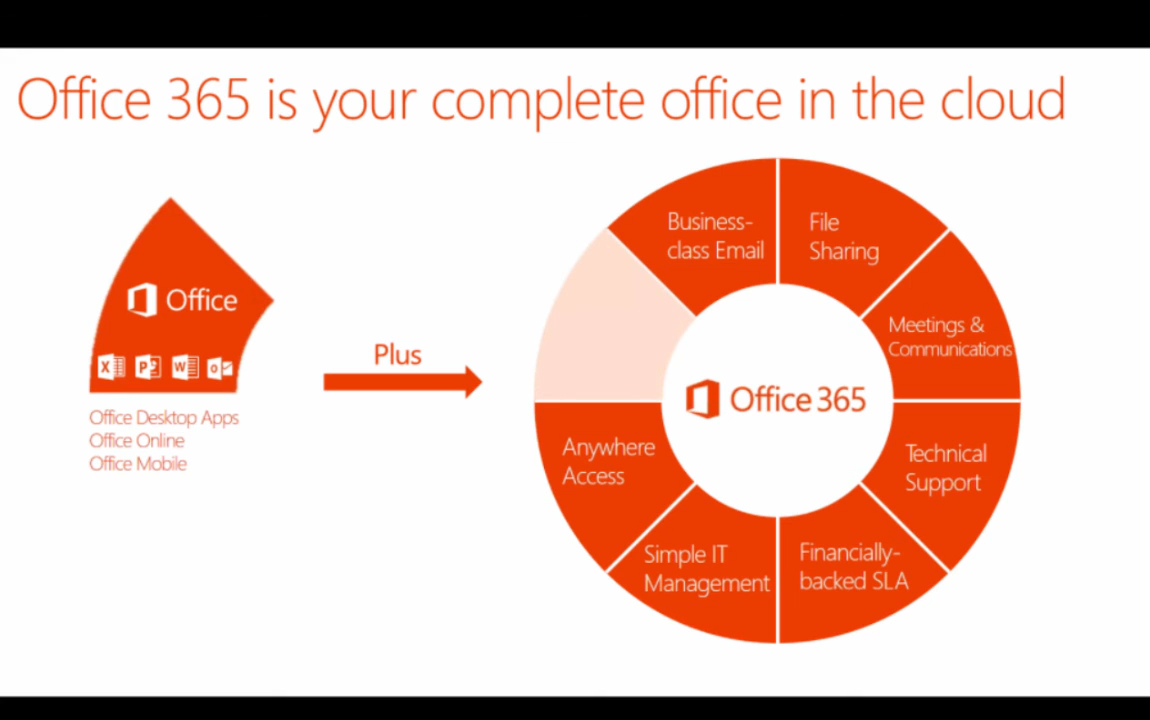 Office 365 is your complete office in the cloud
Office
Office Desktop Apps
Office Online
Office Mobile
Plus
Business-
class Email
File
Sharing
Meetings &
Communications
Technical
Support
Financially-
backed SLA
Simple IT
Management
Anywhere
Access
Office 365